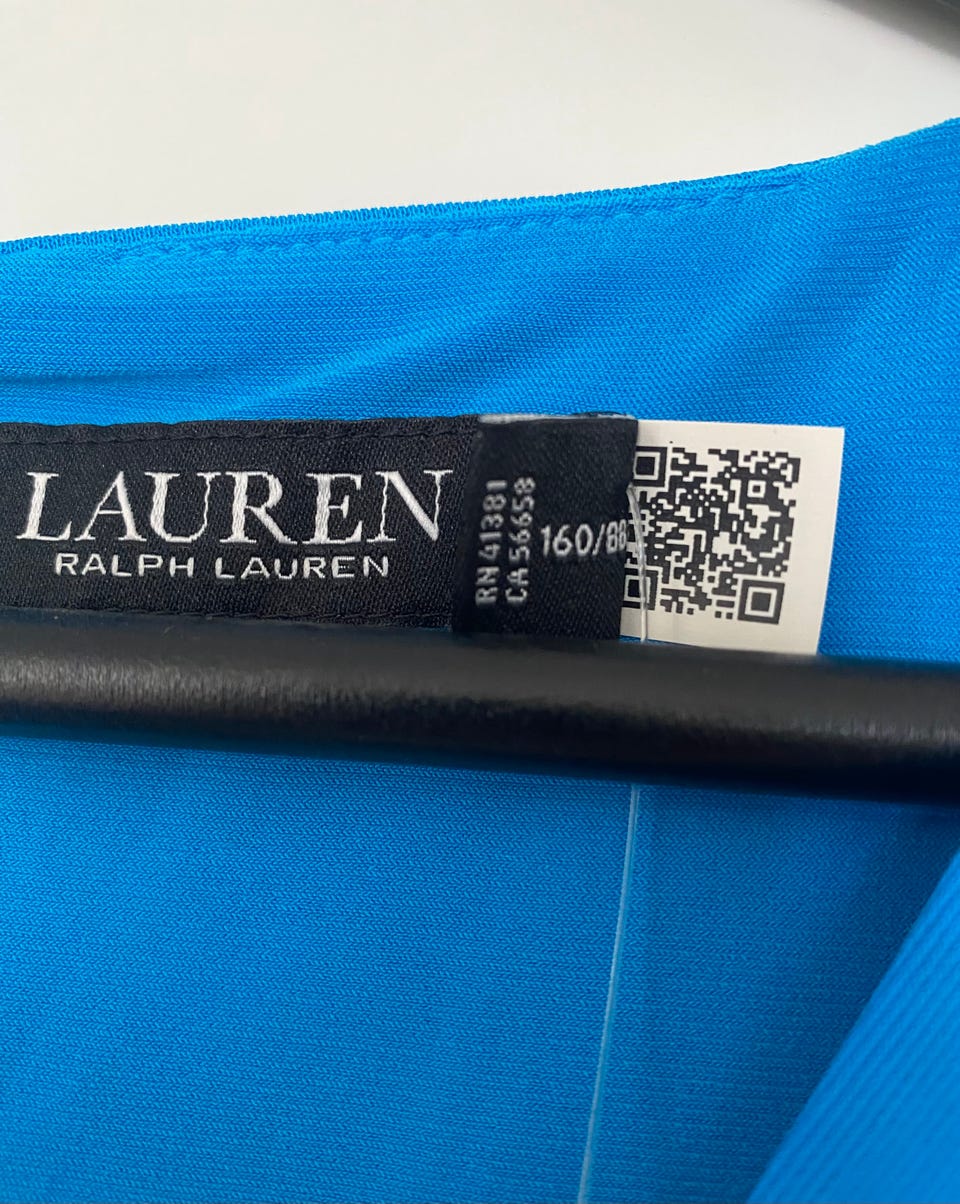 LAUREN
RALPH LAUREN
RN 41381
CA 56658
160/88